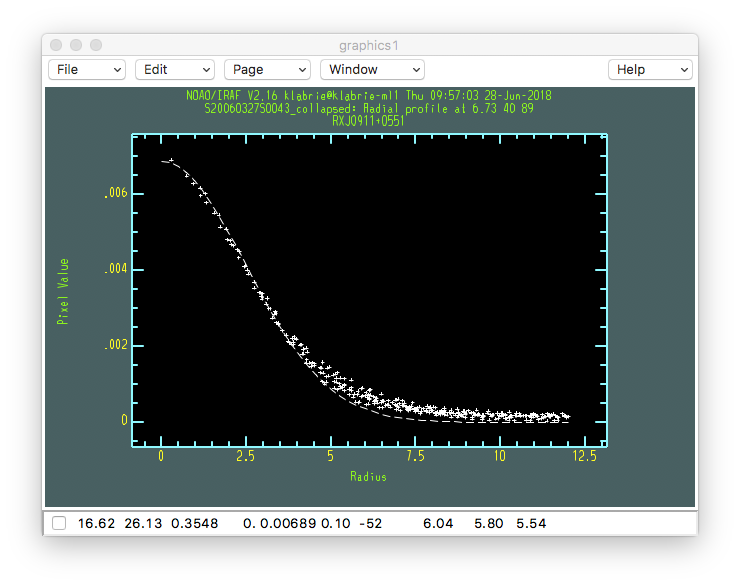 graphics1
File Edit Page Window Help
NOAO/IRAF V2.16 klabrie@klabrie-ml1 Thu 09:57:03 28-Jun-2018
S20060327S0043_collapsed: Radial profile at 6.73 40 89
RXJ0911+0551
.006
.004
.002
0
Pixel Value
0 2.5 5 7.5 10 12.5
Radius
16.62 26.13 0.3548 0. 0.00689 0.10 -52 6.04 5.80 5.54